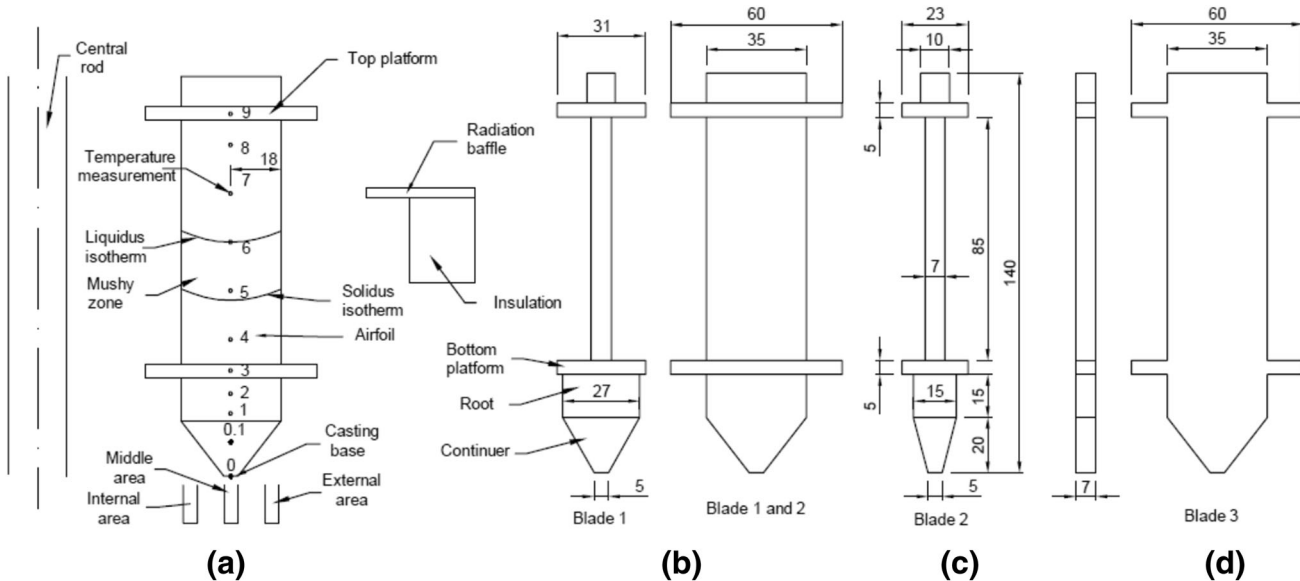 Central
rod
Top platform
9
8
Temperature
measurement
18
7
Radiation
baffle
Liquidus
isotherm
6
Mushy
zone
5
Solidus
isotherm
Insulation
4
Airfoil
3
2
1
0.1
0
Casting
base
Middle
area
Internal
area
External
area
(a)
31
60
35
5
Bottom
platform
Root
27
Continuer
5
Blade 1
Blade 1 and 2
(b)
23
10
5
7
85
140
5
15
15
20
5
Blade 2
(c)
60
35
7
Blade 3
(d)